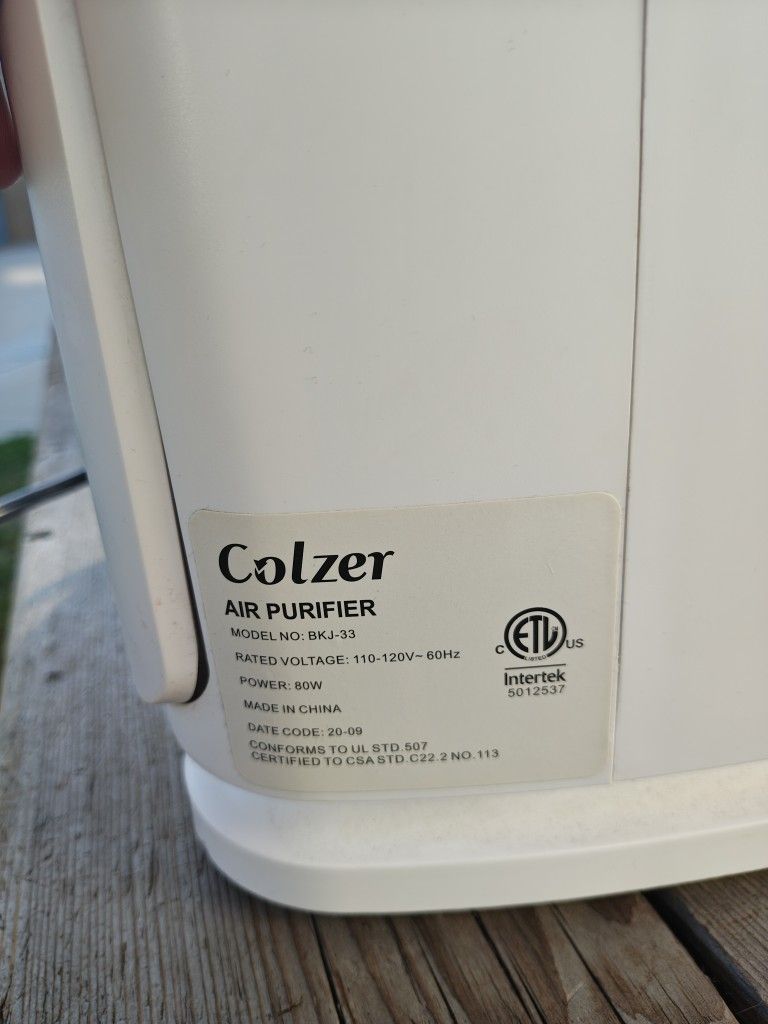 Colzer
AIR PURIFIER
MODEL NO: BKJ-33
RATED VOLTAGE: 110-120V~ 60Hz
POWER: 80W
MADE IN CHINA
DATE CODE: 20-09
CONFORMS TO UL STD.507
CERTIFIED TO CSA STD.C22.2 NO.113
C ETL US
LISTED
Intertek
5012537